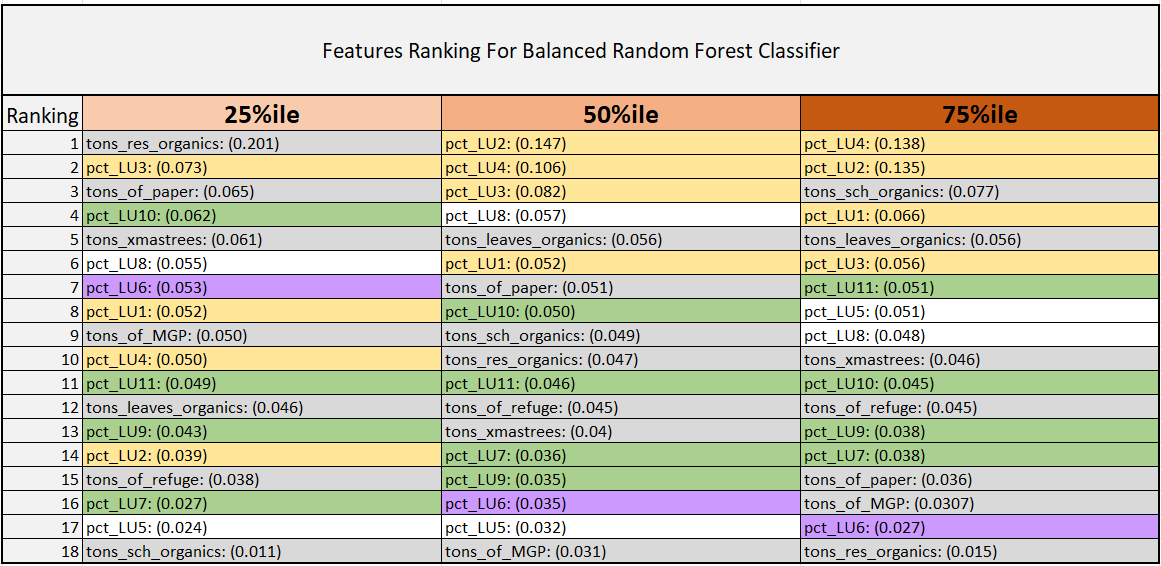 Features Ranking For Balanced Random Forest Classifier
Ranking 25%ile 50%ile 75%ile
1 tons_res_organics: (0.201) pct_LU2: (0.147) pct_LU4: (0.138)
2 pct_LU3: (0.073) pct_LU4: (0.106) pct_LU2: (0.135)
3 tons_of_paper: (0.065) pct_LU3: (0.082) tons_sch_organics: (0.077)
4 pct_LU10: (0.062) pct_LU8: (0.057) pct_LU1: (0.066)
5 tons_xmastrees: (0.061) tons_leaves_organics: (0.056) tons_leaves_organics: (0.056)
6 pct_LU8: (0.055) pct_LU1: (0.052) pct_LU3: (0.056)
7 pct_LU6: (0.053) tons_of_paper: (0.051) pct_LU11: (0.051)
8 pct_LU1: (0.052) pct_LU10: (0.050) pct_LU5: (0.051)
9 tons_of_MGP: (0.050) tons_sch_organics: (0.049) pct_LU8: (0.048)
10 pct_LU4: (0.050) tons_res_organics: (0.047) tons_xmastrees: (0.046)
11 pct_LU11: (0.049) pct_LU11: (0.046) pct_LU10: (0.045)
12 tons_leaves_organics: (0.046) tons_of_refuge: (0.045) tons_of_refuge: (0.045)
13 pct_LU9: (0.043) tons_xmastrees: (0.04) pct_LU9: (0.038)
14 pct_LU2: (0.039) pct_LU7: (0.036) pct_LU7: (0.038)
15 tons_of_refuge: (0.038) pct_LU9: (0.035) tons_of_paper: (0.036)
16 pct_LU7: (0.027) pct_LU6: (0.035) tons_of_MGP: (0.0307)
17 pct_LU5: (0.024) pct_LU5: (0.032) pct_LU6: (0.027)
18 tons_sch_organics: (0.011) tons_of_MGP: (0.031) tons_res_organics: (0.015)